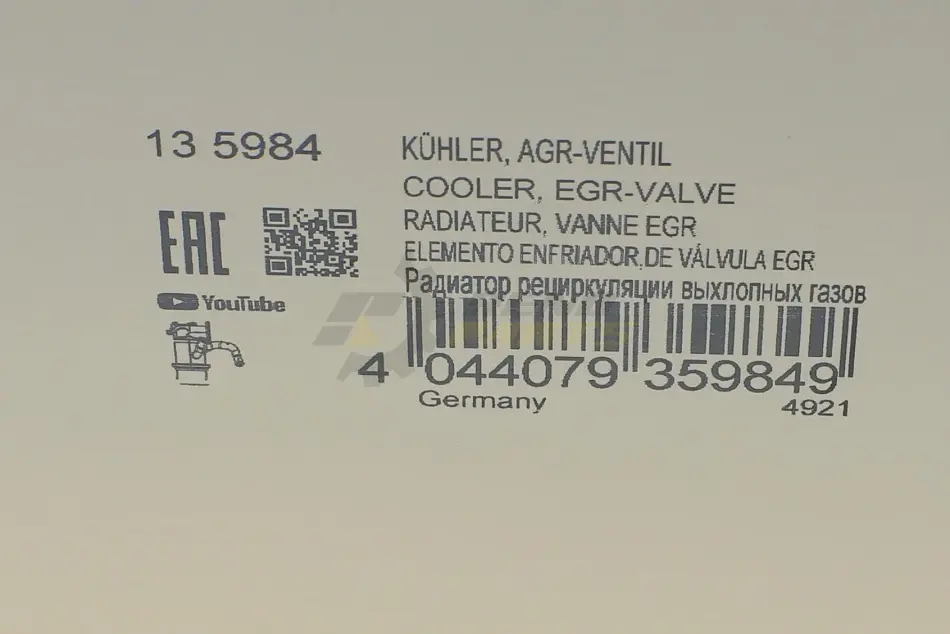 13 5984
KÜHLER, AGR-VENTIL
COOLER, EGR-VALVE
RADIATEUR, VANNE EGR
ELEMENTO ENFRIADOR,DE VÁLVULA EGR
Радиатор рециркуляции выхлопных газов
EAC
YouTube
4 044079 359849
Germany
4921